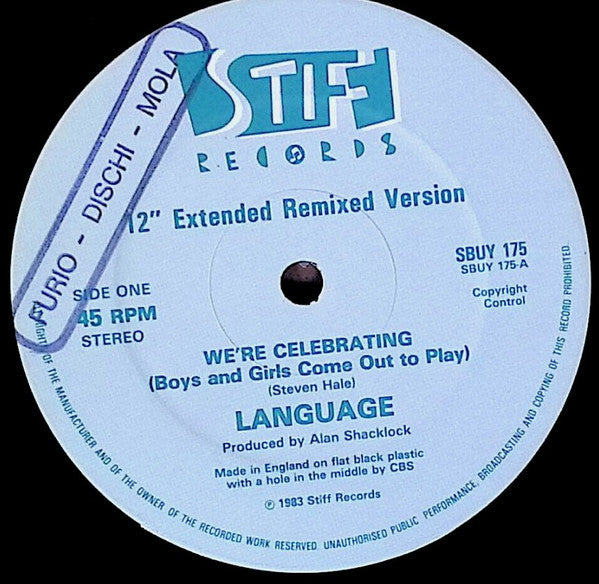 FURIO - DISCHI - MOLA
STIFF
RECORDS
12" Extended Remixed Version
SBUY 175
SBUY 175-A
SIDE ONE
45 RPM
STEREO
Copyright
Control
WE'RE CELEBRATING
(Boys and Girls Come Out to Play)
(Steven Hale)
LANGUAGE
Produced by Alan Shacklock
Made in England on flat black plastic
with a hole in the middle by CBS
℗ 1983 Stiff Records
OF THE MANUFACTURER AND OF THE OWNER OF THE RECORDED WORK RESERVED. UNAUTHORISED PUBLIC PERFORMANCE, BROADCASTING AND COPYING OF THIS RECORD PROHIBITED